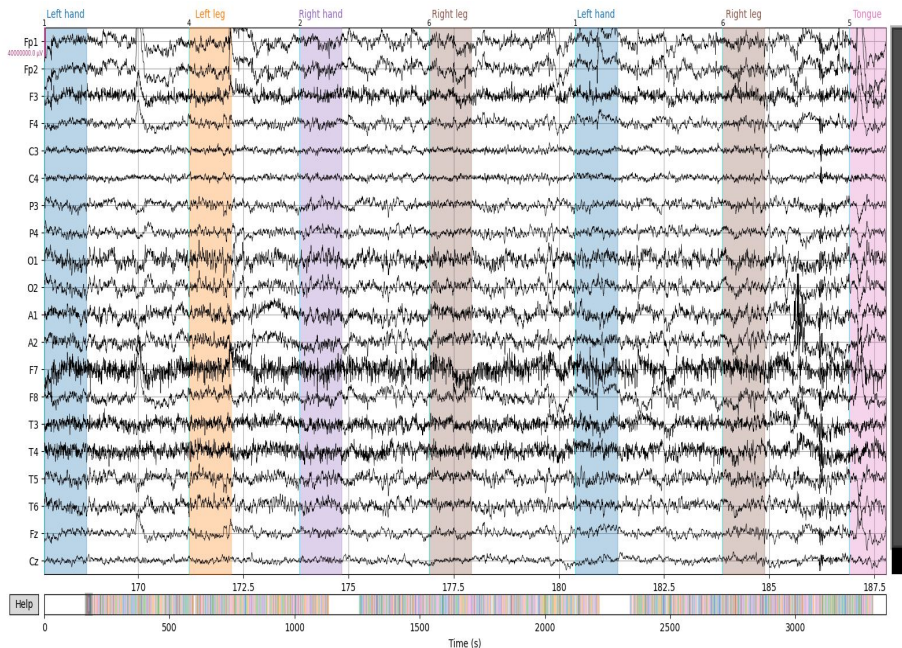 Left hand Left leg Right hand Right leg Left hand Right leg Tongue
1 4 2 6 1 6 5
Fp1
40000000.0 µV
Fp2
F3
F4
C3
C4
P3
P4
O1
O2
A1
A2
F7
F8
T3
T4
T5
T6
Fz
Cz
170 172.5 175 177.5 180 182.5 185 187.5
Help
0 500 1000 1500 2000 2500 3000
Time (s)